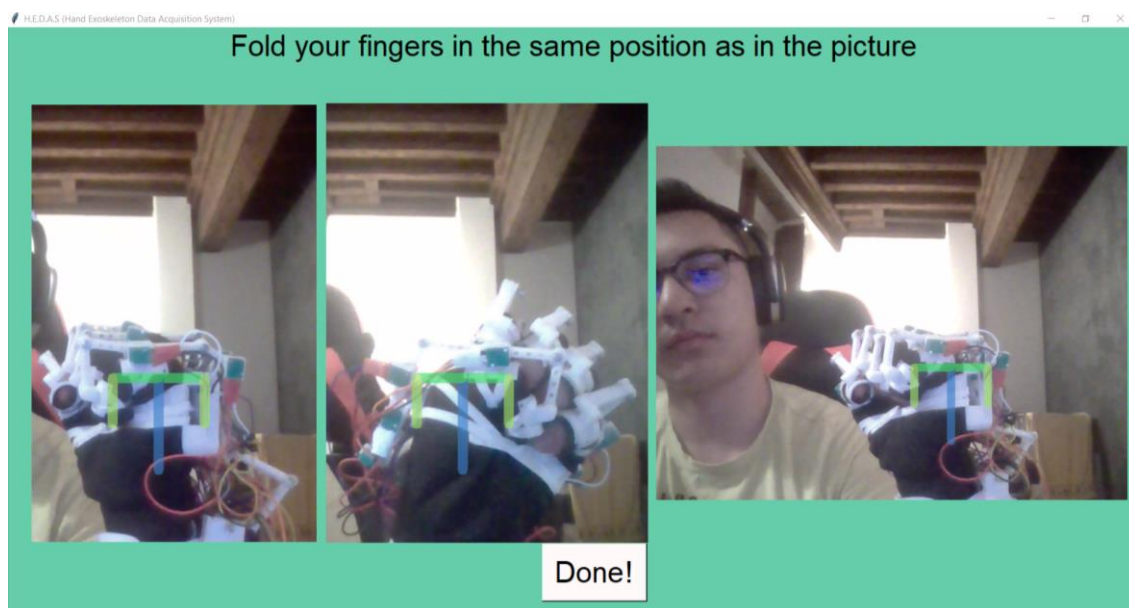 H.E.D.A.S (Hand Exoskeleton Data Acquisition System)
Fold your fingers in the same position as in the picture
Done!